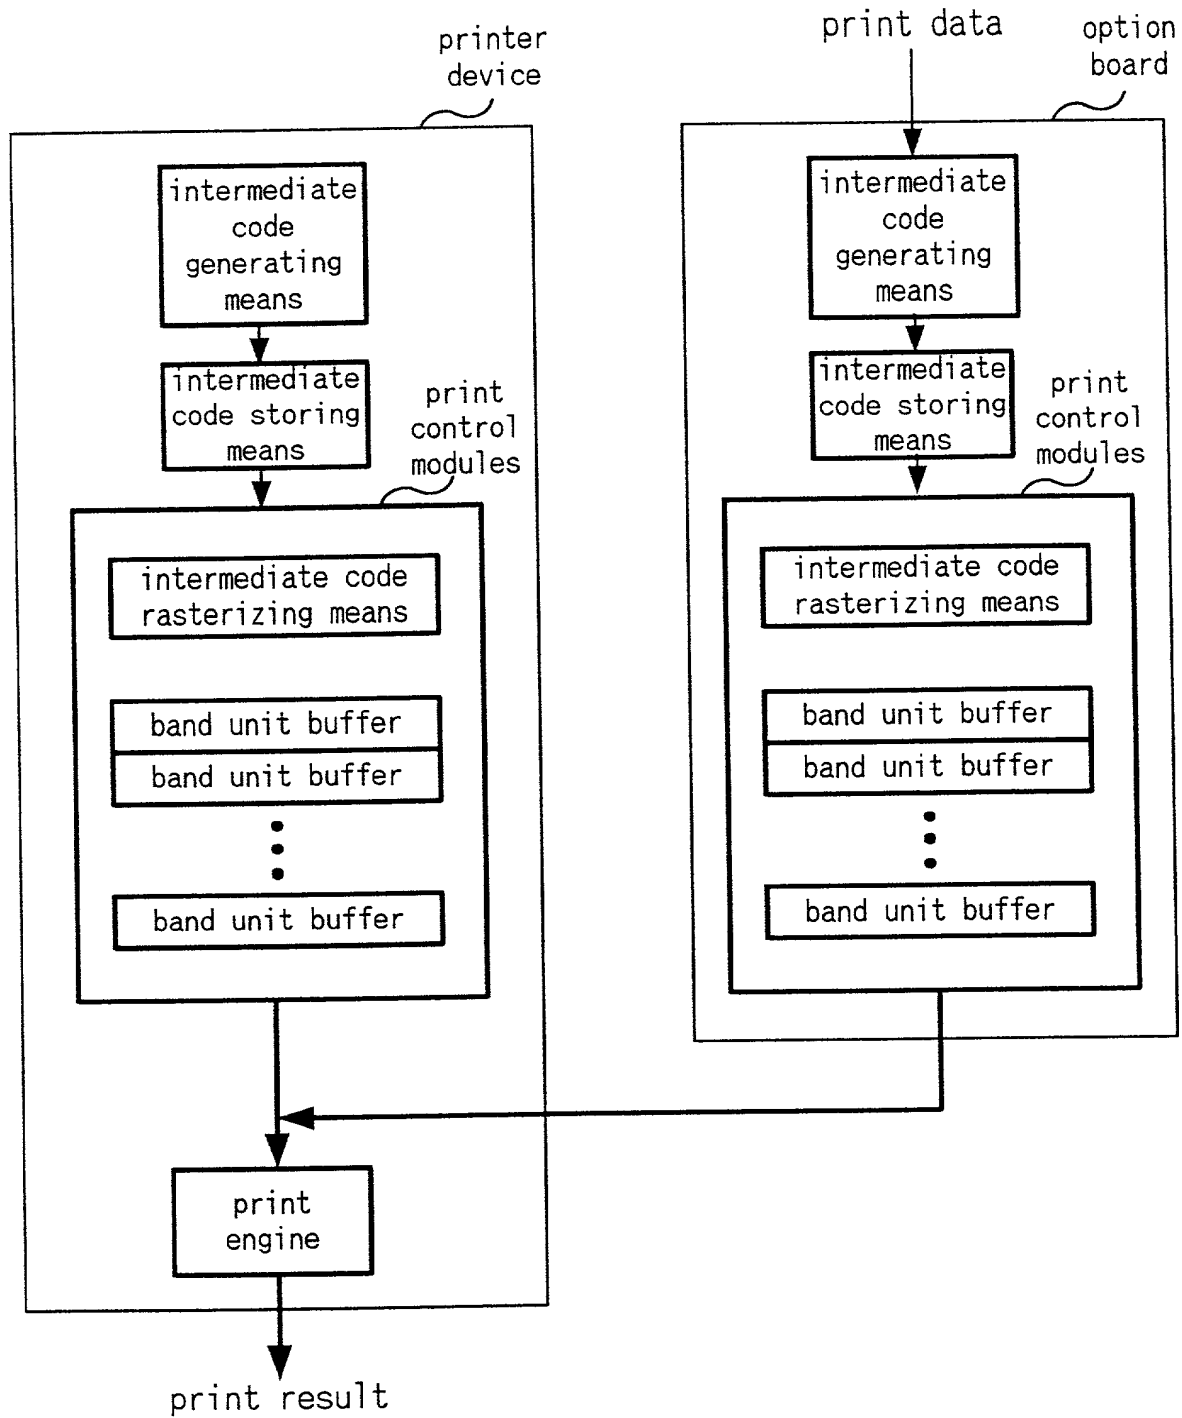 printer
device
intermediate
code
generating
means
intermediate
code storing
means
print
control
modules
intermediate code
rasterizing means
band unit buffer
band unit buffer
band unit buffer
print
engine
print result
print data
option
board
intermediate
code
generating
means
intermediate
code storing
means
print
control
modules
intermediate code
rasterizing means
band unit buffer
band unit buffer
band unit buffer